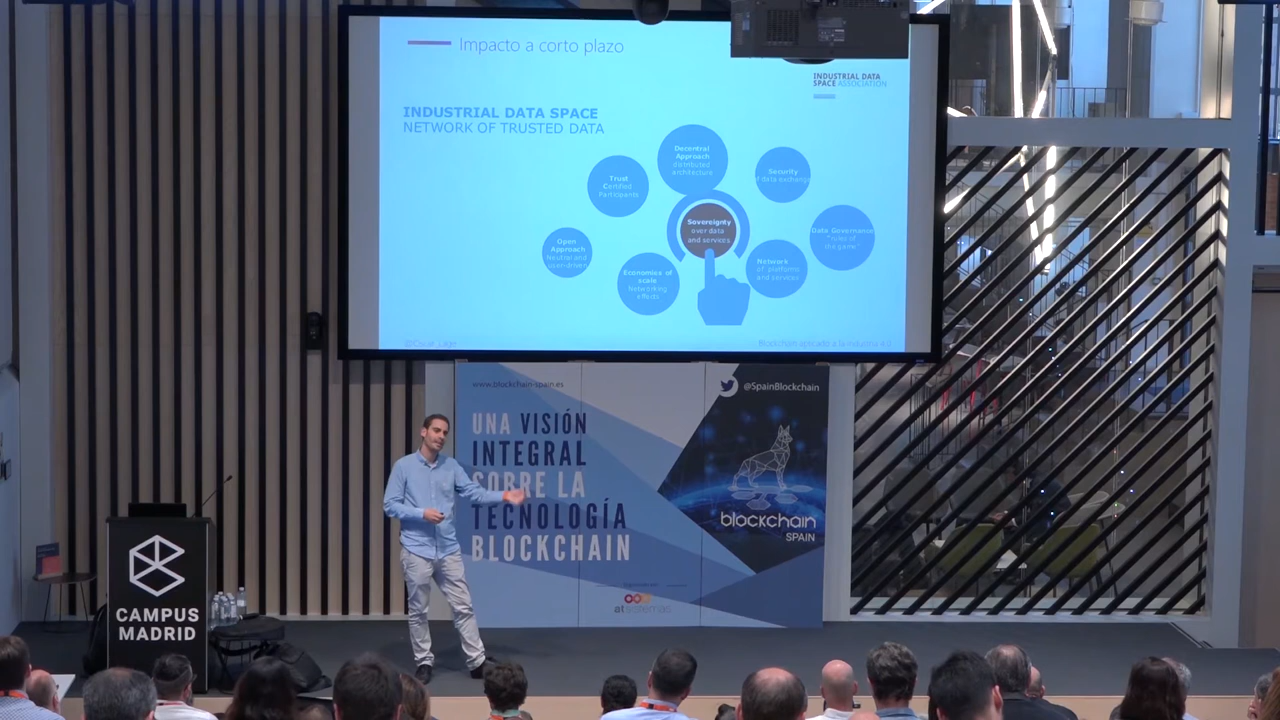 Impacto a corto plazo
INDUSTRIAL DATA
SPACE ASSOCIATION
INDUSTRIAL DATA SPACE
NETWORK OF TRUSTED DATA
Decentral
Approach
distributed
architecture
Security
of data exchange
Trust
Certified
Participants
Sovereignty
over data
and services
Data Governance
"rules of
the game"
Open
Approach
Neutral and
user-driven
Economies of
scale
Networking
effects
Network
of platforms
and services
©Oscar Lage
Blockchain aplicado a la Industria 4.0
www.blockchain-spain.es
@SpainBlockchain
UNA VISIÓN
INTEGRAL
SOBRE LA
TECNOLOGÍA
BLOCKCHAIN
blockchain
SPAIN
atSistemas
CAMPUS
MADRID